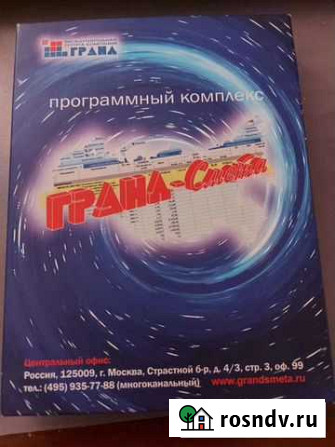 ГРАНД
программный комплекс
ГРАНД-Смета
Центральный офис:
Россия, 125009, г. Москва, Страстной б-р, д. 4/3, стр. 3, оф. 99
тел.: (495) 935-77-88 (многоканальный) www.grandsmeta.ru
rosndv.ru